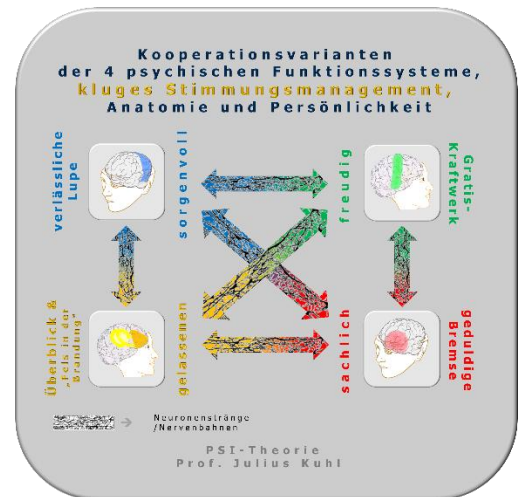 Kooperationsvarianten
der 4 psychischen Funktionssysteme,
kluges Stimmungsmanagement,
Anatomie und Persönlichkeit
verlässliche
Lupe
sorgenvoll
freudig
Gratis-
Kraftwerk
Überblick &
„Fels in der
Brandung“
gelassenen
sachlich
geduldige
Bremse
Neuronenstränge
/Nervenbahnen
PSI-Theorie
Prof. Julius Kuhl